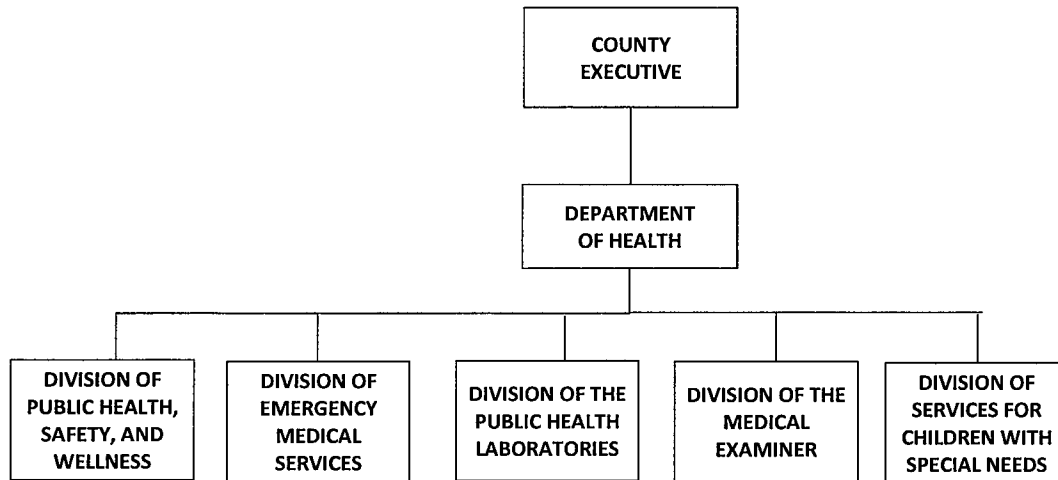 COUNTY
EXECUTIVE
DEPARTMENT
OF HEALTH
DIVISION OF
PUBLIC HEALTH,
SAFETY, AND
WELLNESS
DIVISION OF
EMERGENCY
MEDICAL
SERVICES
DIVISION OF THE
PUBLIC HEALTH
LABORATORIES
DIVISION OF THE
MEDICAL
EXAMINER
DIVISION OF
SERVICES FOR
CHILDREN WITH
SPECIAL NEEDS